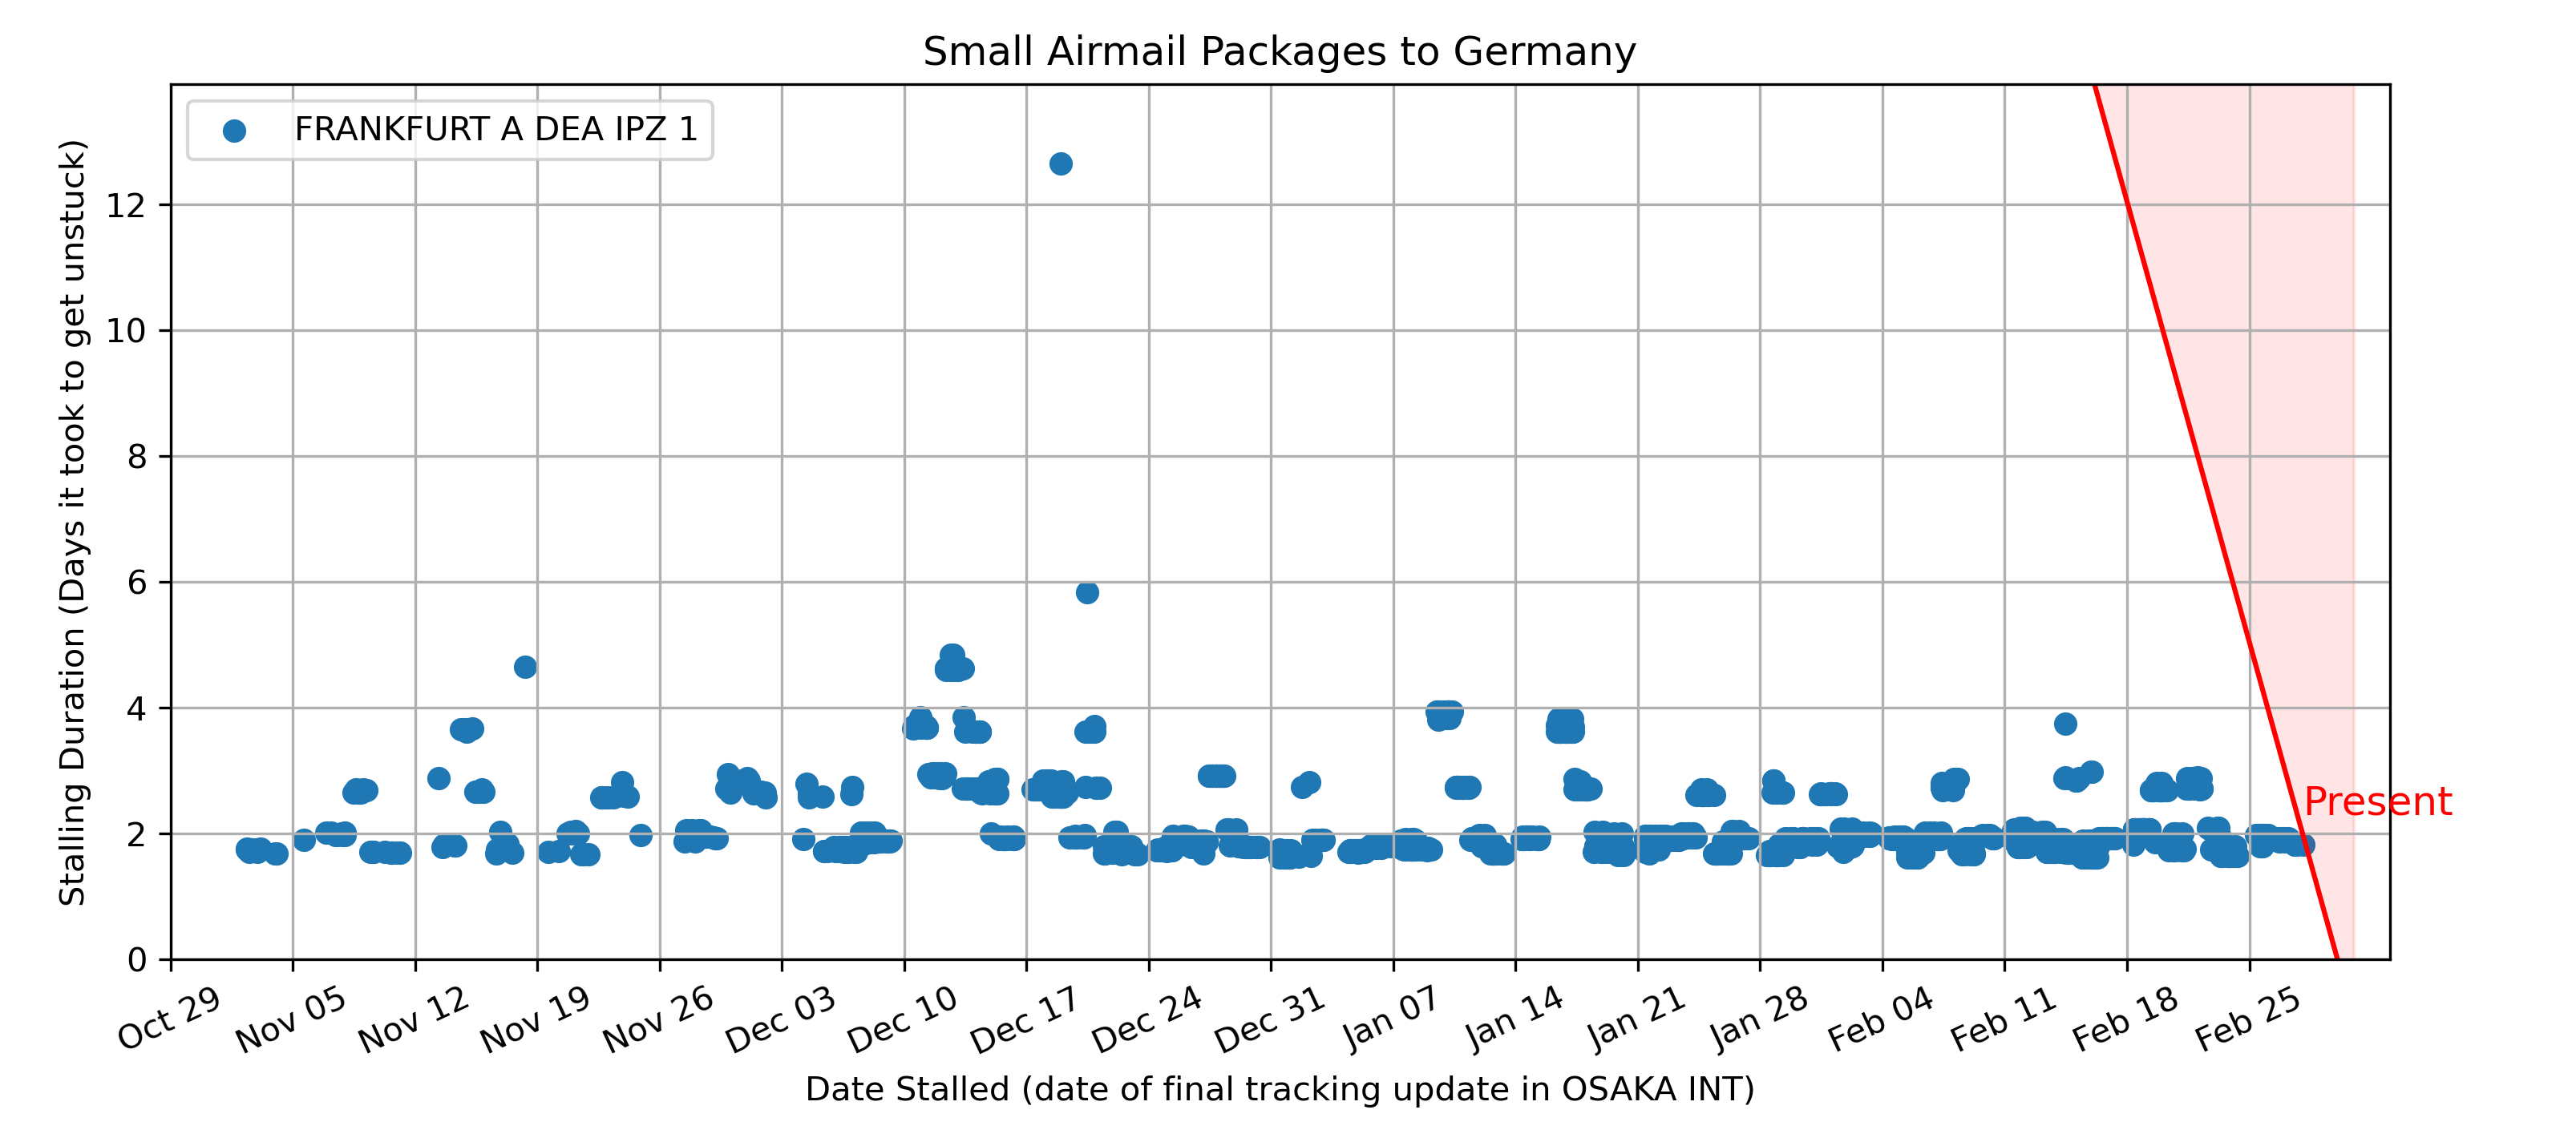 Small Airmail Packages to Germany
FRANKFURT A DEA IPZ 1
Stalling Duration (Days it took to get unstuck)
12
10
8
6
4
2
0
Present
Oct 29 Nov 05 Nov 12 Nov 19 Nov 26 Dec 03 Dec 10 Dec 17 Dec 24 Dec 31 Jan 07 Jan 14 Jan 21 Jan 28 Feb 04 Feb 11 Feb 18 Feb 25
Date Stalled (date of final tracking update in OSAKA INT)